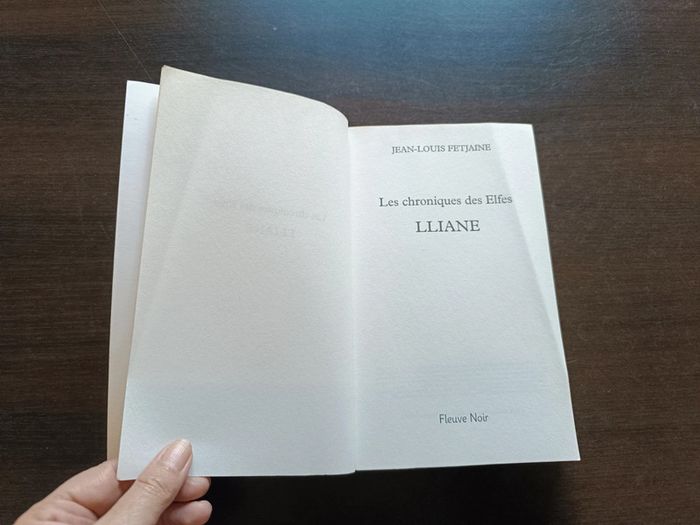 JEAN-LOUIS FETJAINE
Les chroniques des Elfes
LLIANE
Fleuve Noir